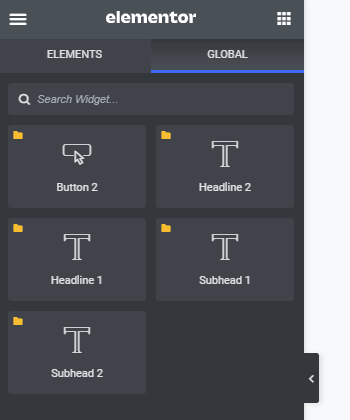 elementor
ELEMENTS
GLOBAL
Search Widget...
Button 2
Headline 2
Headline 1
Subhead 1
Subhead 2